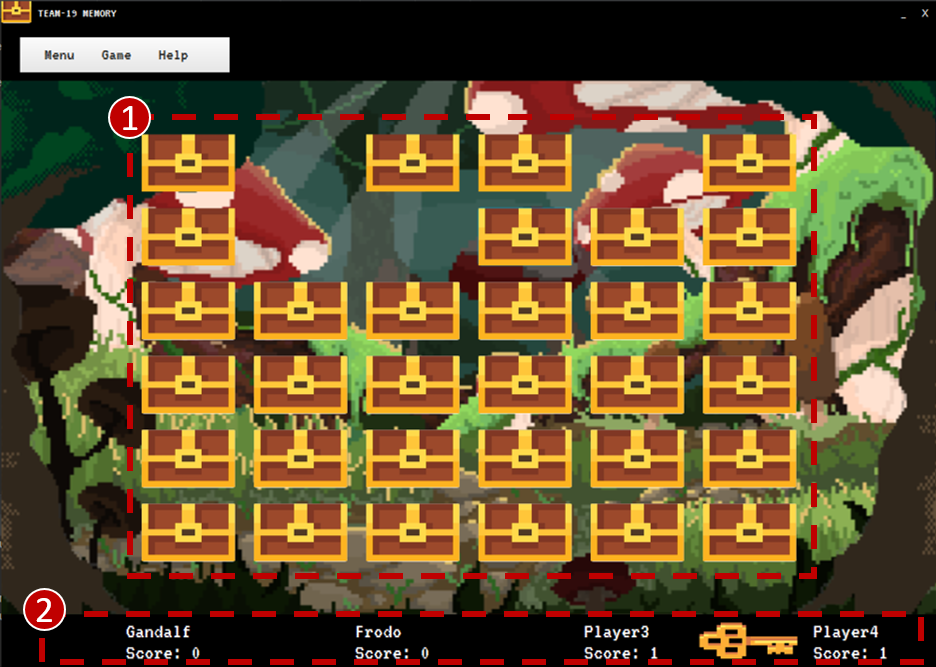 TEAM-19 MEMORY
_ X
Menu Game Help
1
2
Gandalf Frodo Player3 Player4
Score: 0 Score: 0 Score: 1 Score: 1